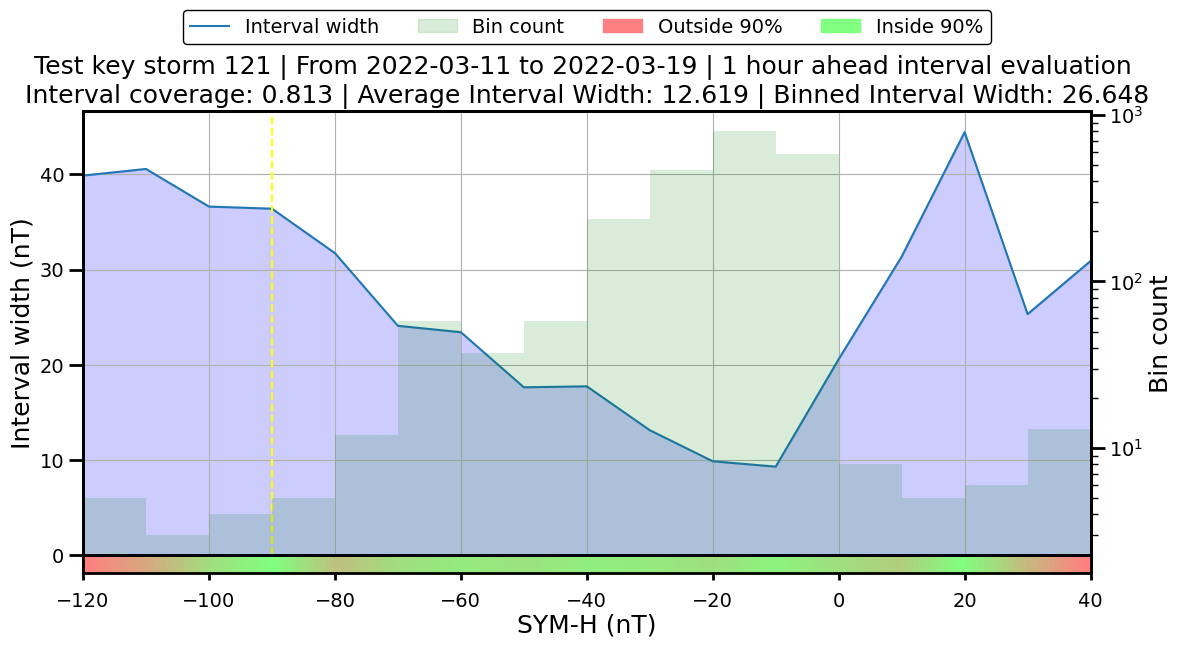 Interval width Bin count Outside 90% Inside 90%
Test key storm 121 | From 2022-03-11 to 2022-03-19 | 1 hour ahead interval evaluation
Interval coverage: 0.813 | Average Interval Width: 12.619 | Binned Interval Width: 26.648
Interval width (nT)
40
30
20
10
0
10³
10²
10¹
Bin count
−120 −100 −80 −60 −40 −20 0 20 40
SYM-H (nT)